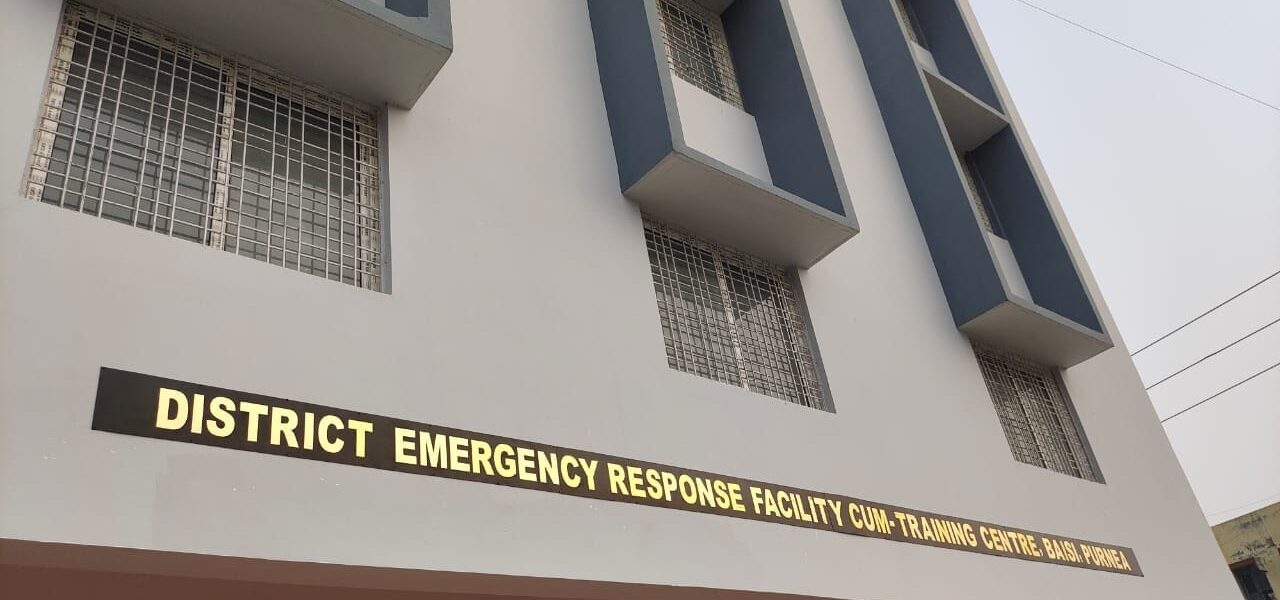 DISTRICT EMERGENCY RESPONSE FACILITY CUM-TRAINING CENTRE, BAISI, PURNEA